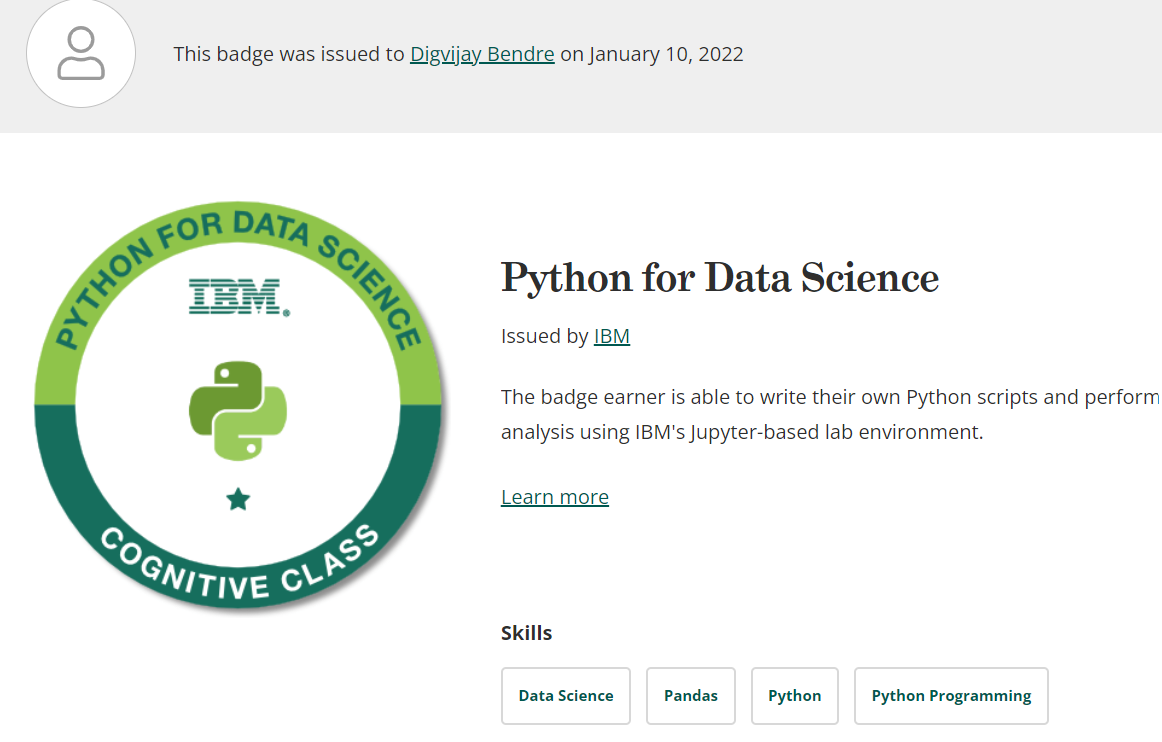 This badge was issued to Digvijay Bendre on January 10, 2022
PYTHON FOR DATA SCIENCE
IBM®
COGNITIVE CLASS
Python for Data Science
Issued by IBM
The badge earner is able to write their own Python scripts and perform
analysis using IBM's Jupyter-based lab environment.
Learn more
Skills
Data Science
Pandas
Python
Python Programming